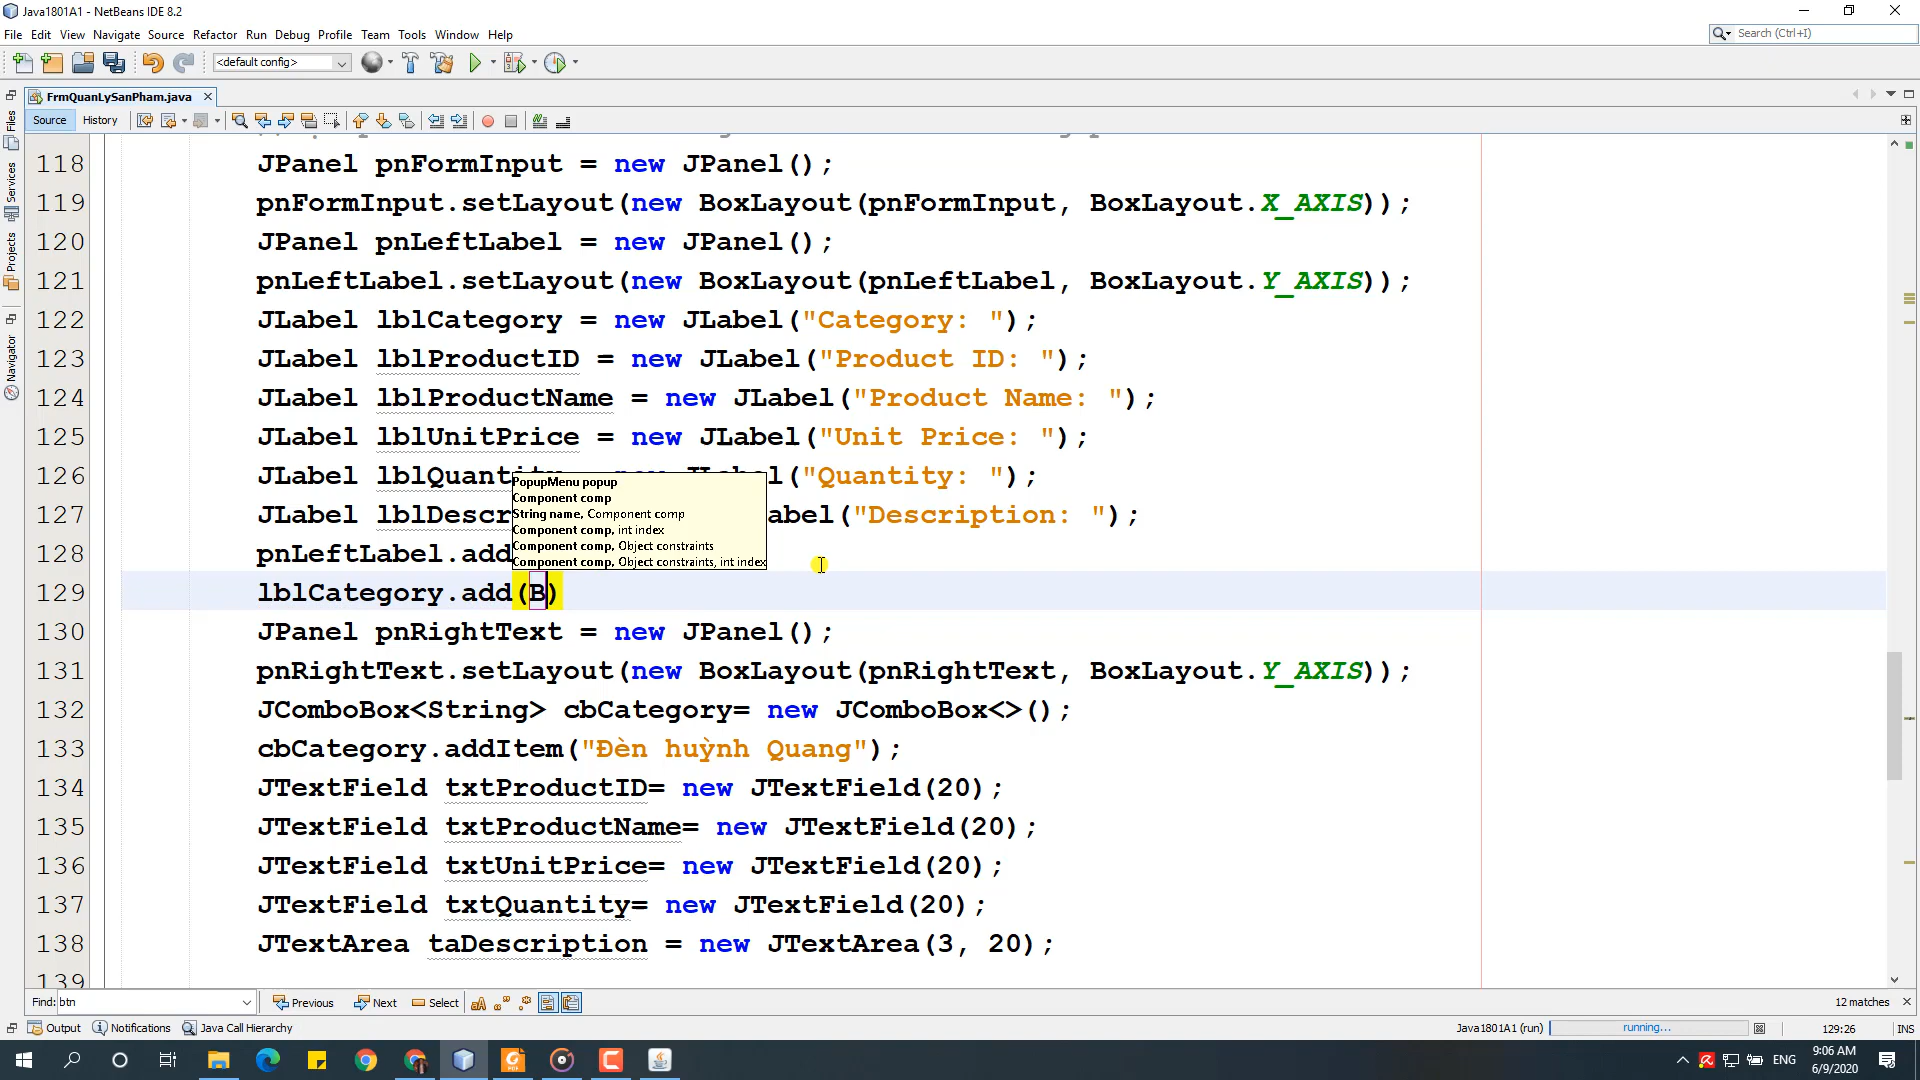 Java1801A1 - NetBeans IDE 8.2
File Edit View Navigate Source Refactor Run Debug Profile Team Tools Window Help
Search (Ctrl+I)
<default config>
FrmQuanLySanPham.java
Source History
Files
Services
Projects
Navigator
118 JPanel pnFormInput = new JPanel();
119 pnFormInput.setLayout(new BoxLayout(pnFormInput, BoxLayout.X_AXIS));
120 JPanel pnLeftLabel = new JPanel();
121 pnLeftLabel.setLayout(new BoxLayout(pnLeftLabel, BoxLayout.Y_AXIS));
122 JLabel lblCategory = new JLabel("Category: ");
123 JLabel lblProductID = new JLabel("Product ID: ");
124 JLabel lblProductName = new JLabel("Product Name: ");
125 JLabel lblUnitPrice = new JLabel("Unit Price: ");
126 JLabel lblQuantity = new JLabel("Quantity: ");
PopupMenu popup
Component comp
String name, Component comp
Component comp, int index
Component comp, Object constraints
Component comp, Object constraints, int index
127 JLabel lblDescr abel("Description: ");
128 pnLeftLabel.add
129 lblCategory.add(B)
130 JPanel pnRightText = new JPanel();
131 pnRightText.setLayout(new BoxLayout(pnRightText, BoxLayout.Y_AXIS));
132 JComboBox<String> cbCategory= new JComboBox<>();
133 cbCategory.addItem("Đèn huỳnh Quang");
134 JTextField txtProductID= new JTextField(20);
135 JTextField txtProductName= new JTextField(20);
136 JTextField txtUnitPrice= new JTextField(20);
137 JTextField txtQuantity= new JTextField(20);
138 JTextArea taDescription = new JTextArea(3, 20);
139
Find: btn Previous Next Select 12 matches
Output Notifications Java Call Hierarchy Java1801A1 (run) running... 129:26 INS
ENG 9:06 AM
6/9/2020